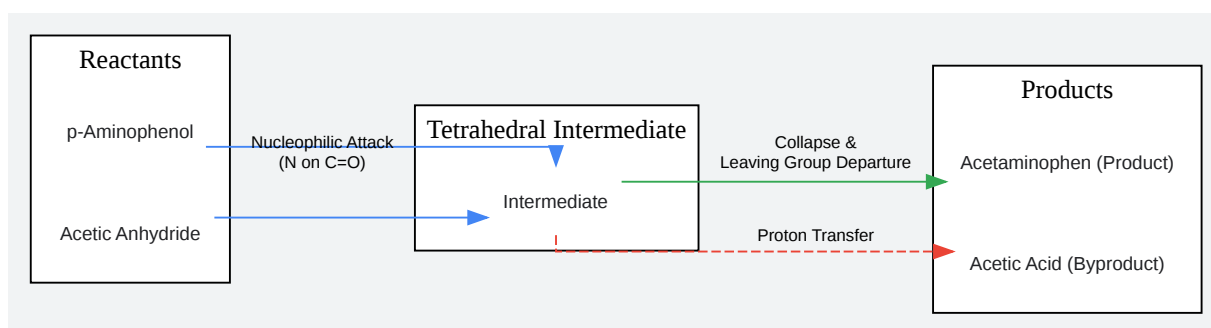 Reactants
p-Aminophenol
Acetic Anhydride
Nucleophilic Attack
(N on C=O)
Tetrahedral Intermediate
Intermediate
Collapse &
Leaving Group Departure
Proton Transfer
Products
Acetaminophen (Product)
Acetic Acid (Byproduct)